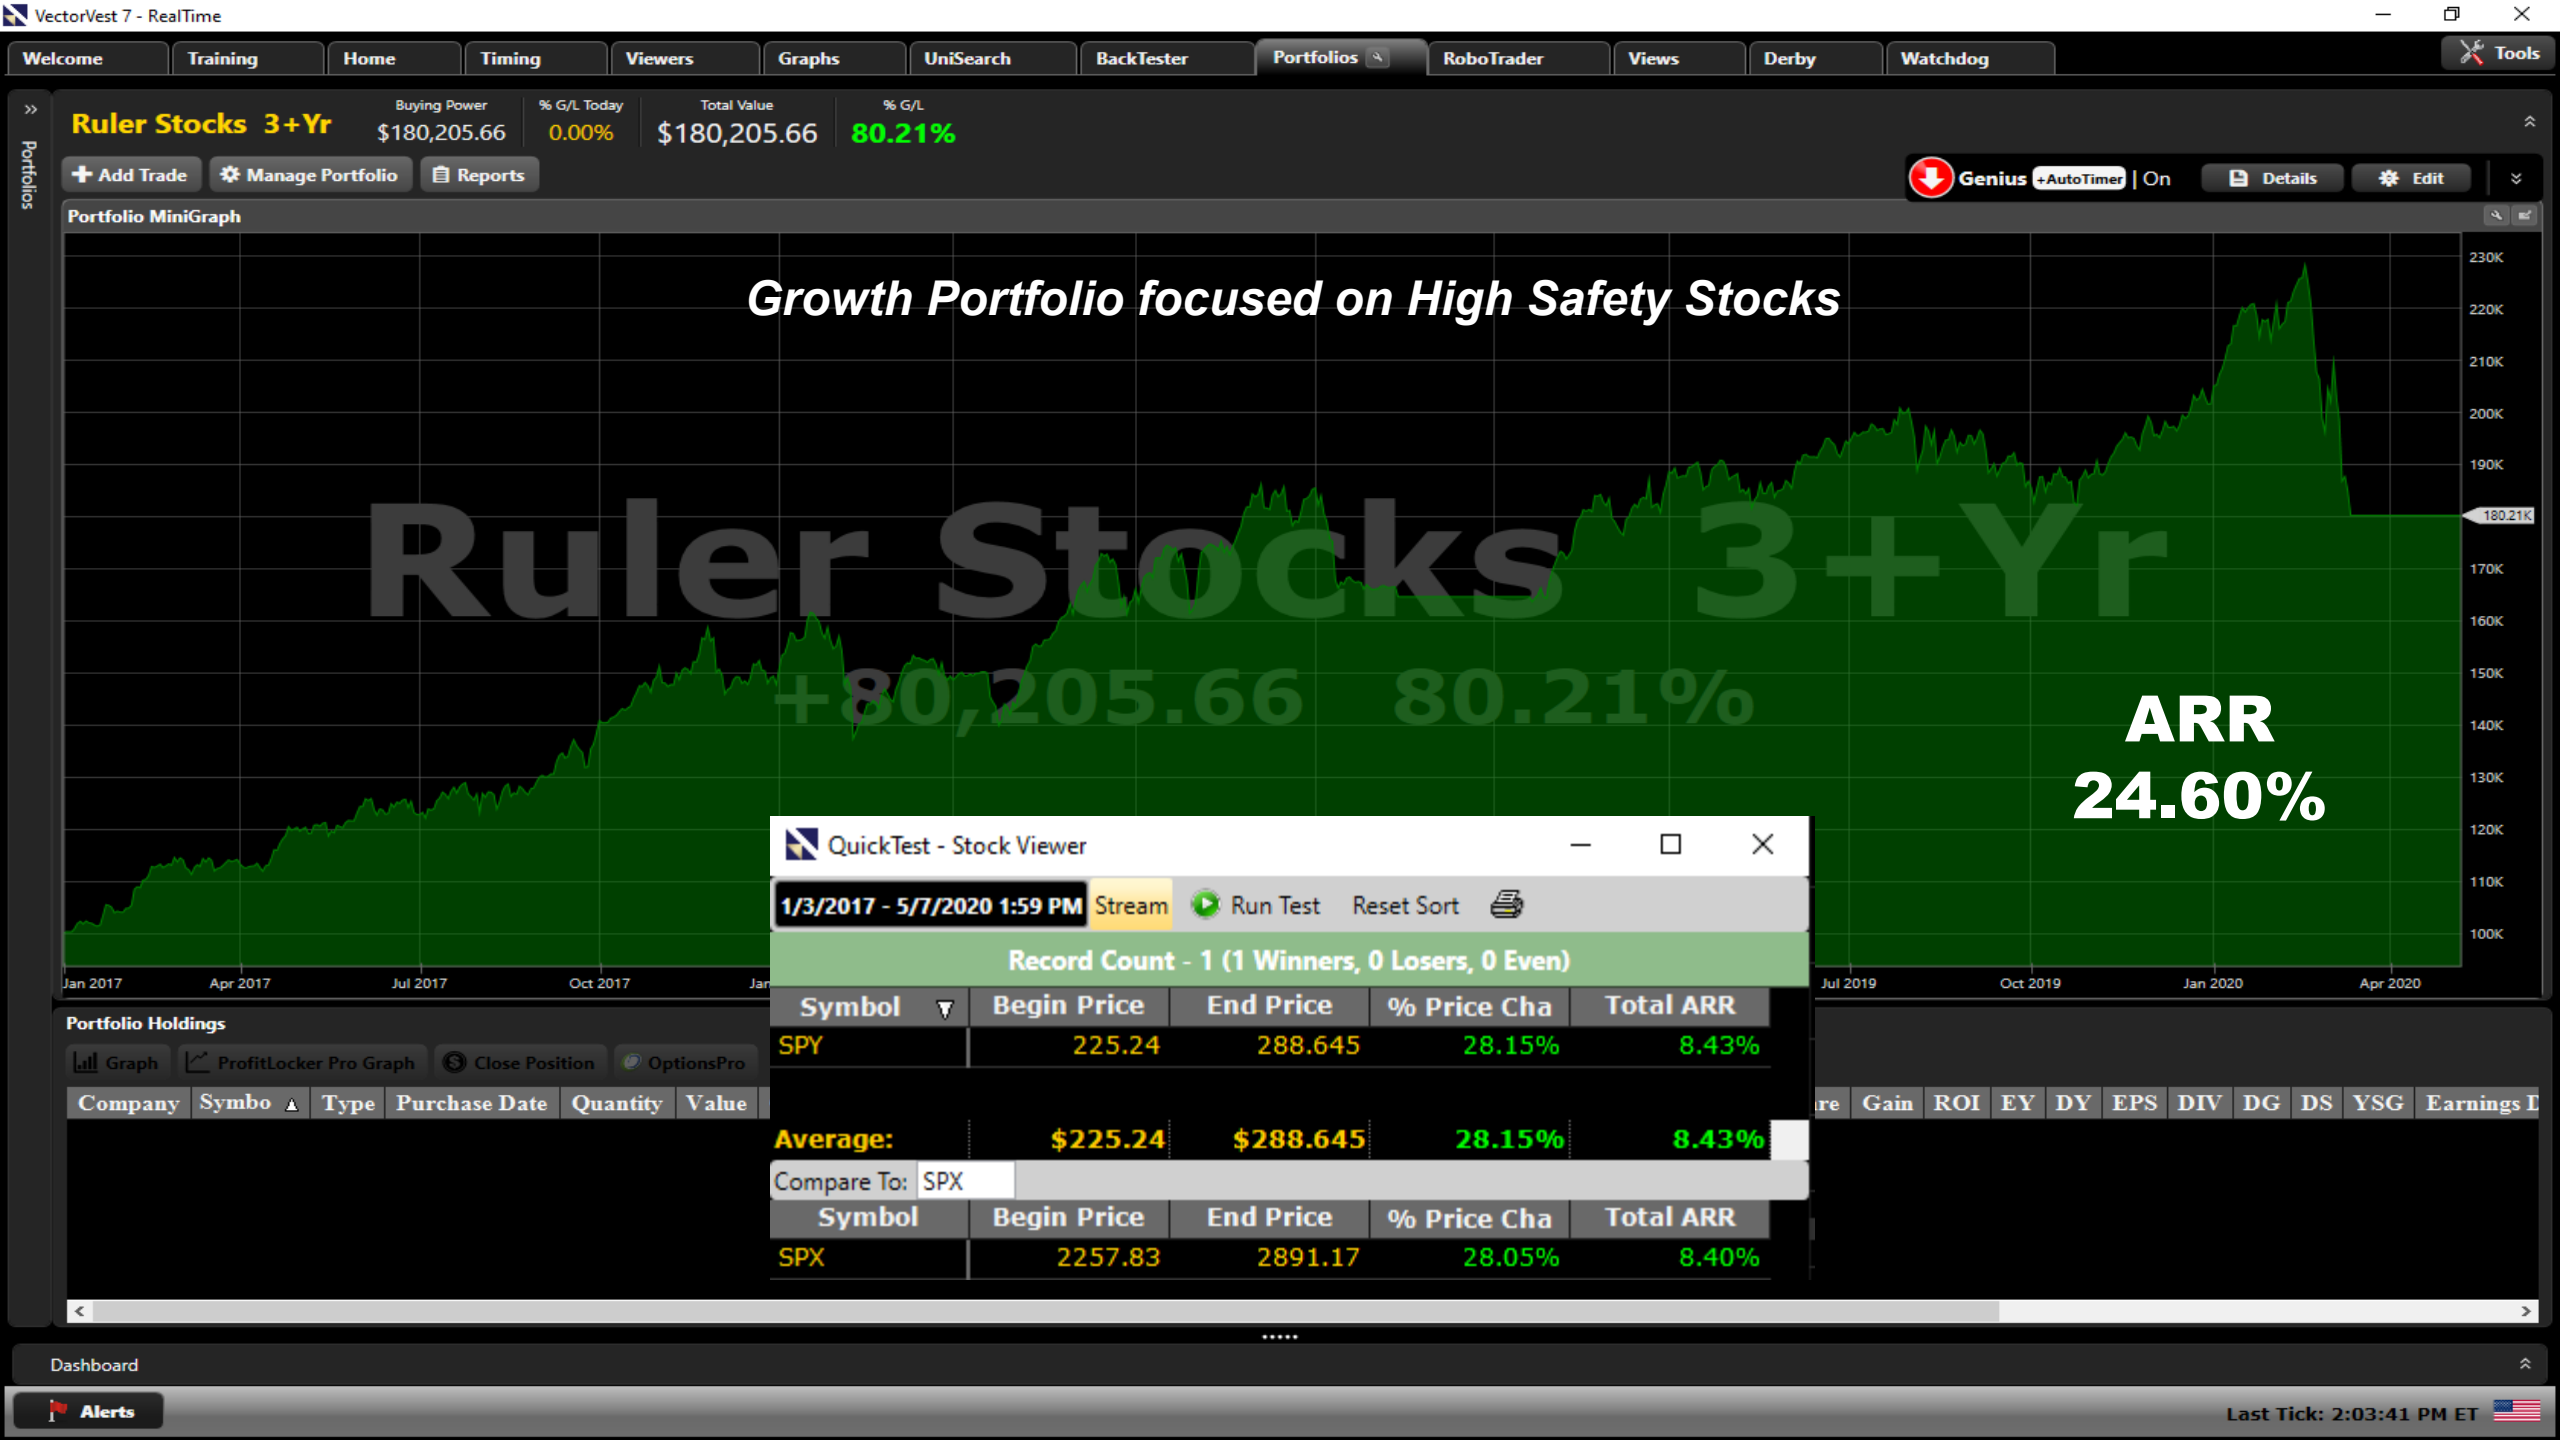 VectorVest 7 - RealTime
Welcome Training Home Timing Viewers Graphs UniSearch BackTester Portfolios RoboTrader Views Derby Watchdog Tools
Portfolios
Ruler Stocks 3+Yr
Buying Power % G/L Today Total Value % G/L
$180,205.66 0.00% $180,205.66 80.21%
Add Trade Manage Portfolio Reports
Genius +AutoTimer | On Details Edit
Portfolio MiniGraph
Growth Portfolio focused on High Safety Stocks
Ruler Stocks 3+Yr
+80,205.66 80.21%
ARR
24.60%
230K
220K
210K
200K
190K
180.21K
170K
160K
150K
140K
130K
120K
110K
100K
Jan 2017 Apr 2017 Jul 2017 Oct 2017 Jan Jul 2019 Oct 2019 Jan 2020 Apr 2020
QuickTest - Stock Viewer
1/3/2017 - 5/7/2020 1:59 PM Stream Run Test Reset Sort
Record Count - 1 (1 Winners, 0 Losers, 0 Even)
Symbol Begin Price End Price % Price Cha Total ARR
SPY 225.24 288.645 28.15% 8.43%
Average: $225.24 $288.645 28.15% 8.43%
Compare To: SPX
Symbol Begin Price End Price % Price Cha Total ARR
SPX 2257.83 2891.17 28.05% 8.40%
Portfolio Holdings
Graph ProfitLocker Pro Graph Close Position OptionsPro
Company Symbo Type Purchase Date Quantity Value re Gain ROI EY DY EPS DIV DG DS YSG Earnings D
Dashboard
Alerts
Last Tick: 2:03:41 PM ET